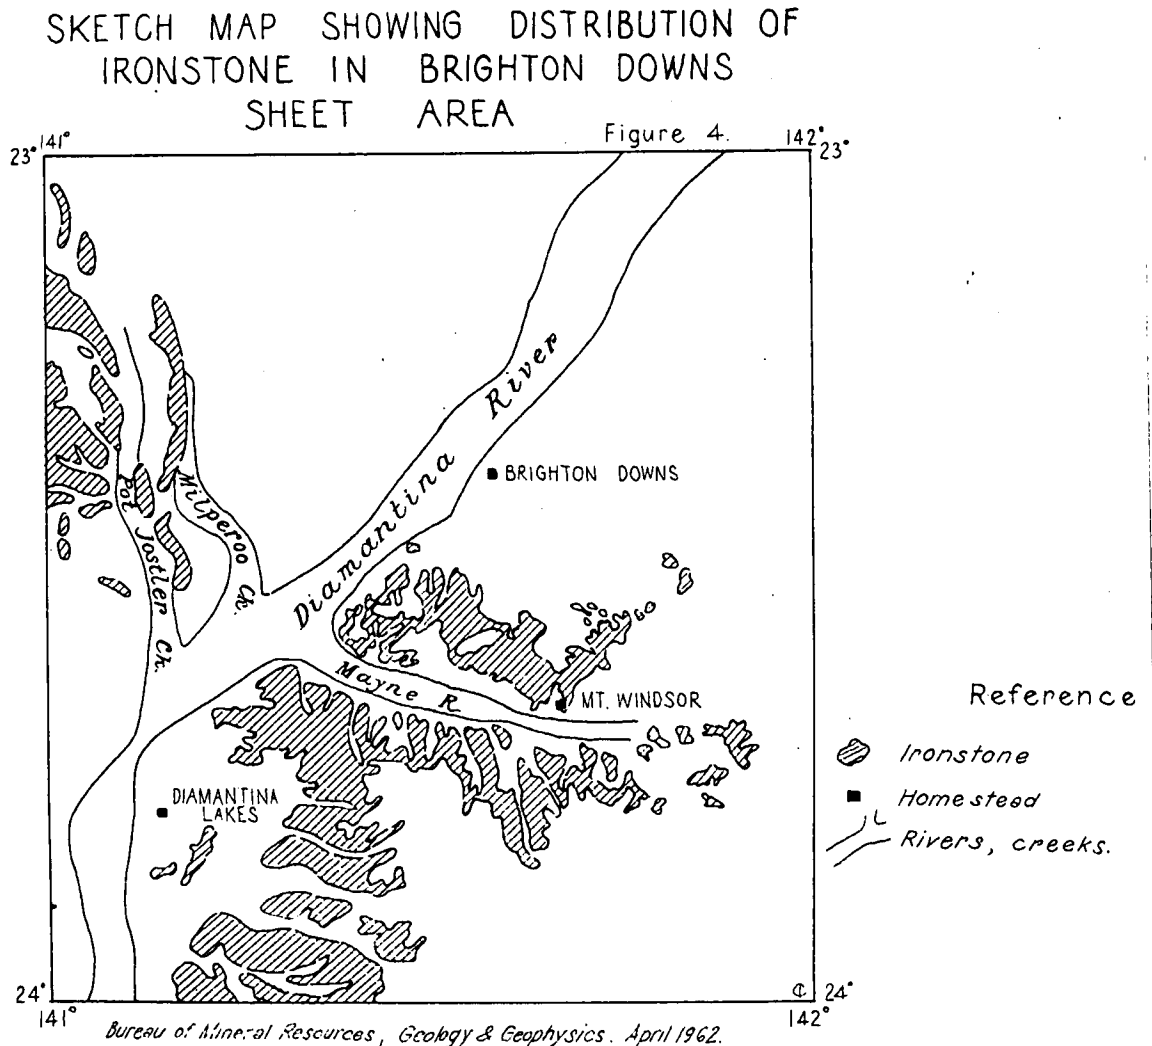 SKETCH MAP SHOWING DISTRIBUTION OF
IRONSTONE IN BRIGHTON DOWNS
SHEET AREA
Figure 4.
141°
142°
23°
23°
Diamantina River
BRIGHTON DOWNS
Milperoo Ck.
Pot Jostler Ck.
Mayne R
MT. WINDSOR
DIAMANTINA
LAKES
Reference
Ironstone
Homestead
Rivers, creeks.
24°
24°
141°
142°
Bureau of Mineral Resources, Geology & Geophysics. April 1962.